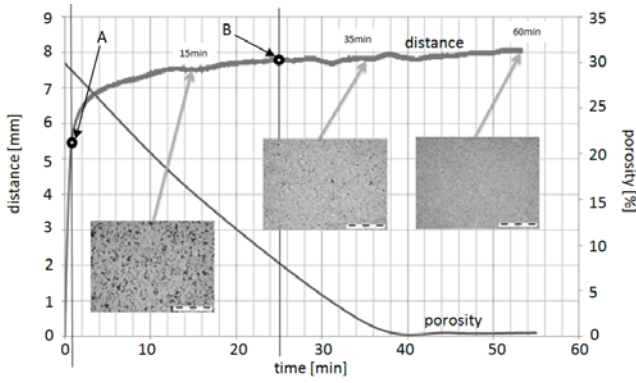 9
8
7
6
5
4
3
2
1
0
distance [mm]
35
30
25
20
15
10
5
0
porosity [%]
A
B
15min
35min
distance
60min
porosity
0
10
20
30
40
50
60
time [min]